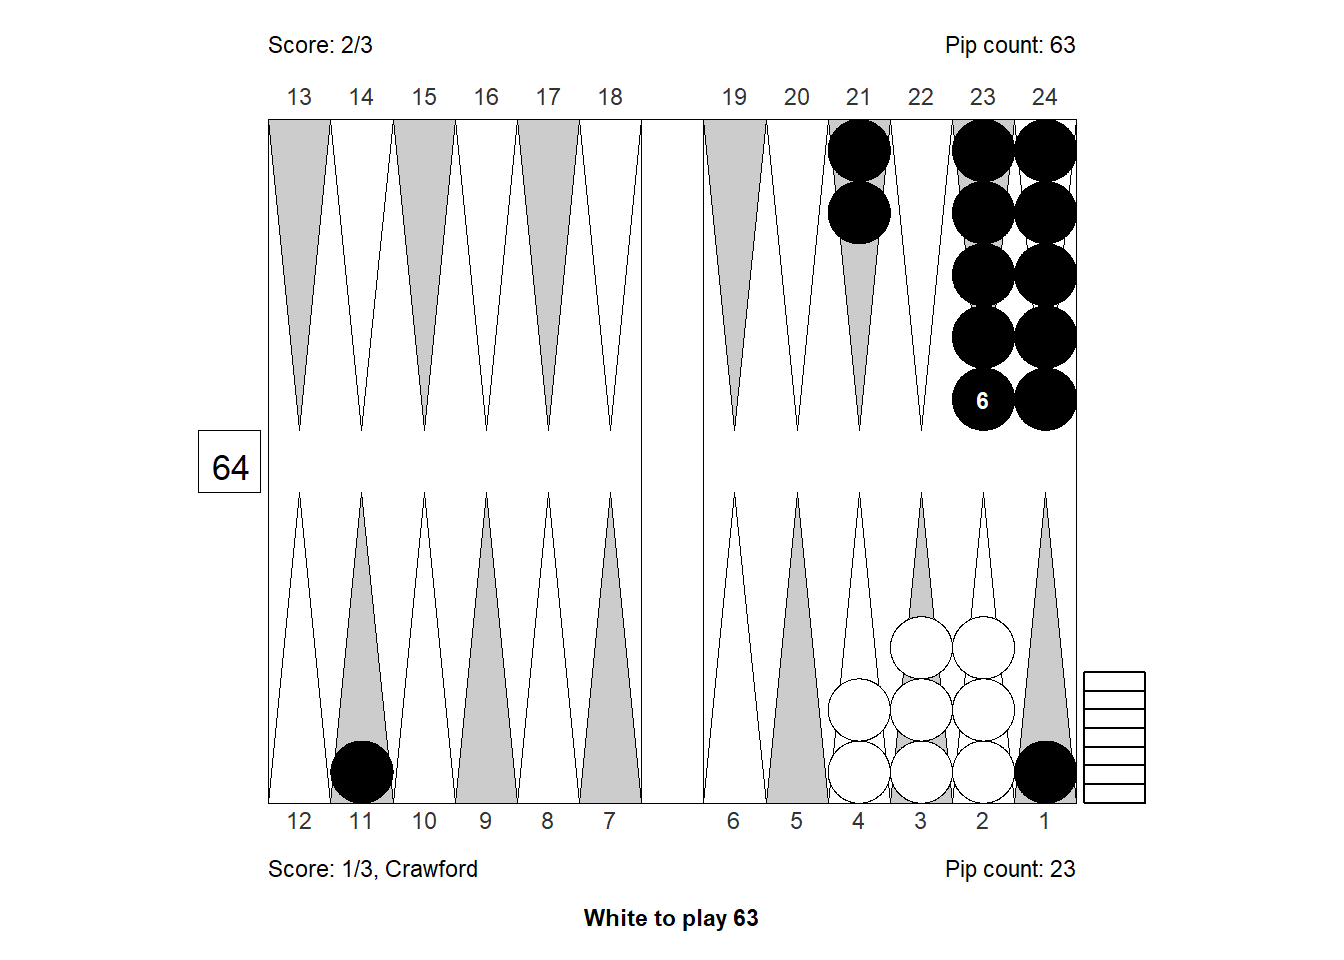 Score: 2/3 Pip count: 63
13 14 15 16 17 18 19 20 21 22 23 24
6
64
12 11 10 9 8 7 6 5 4 3 2 1
Score: 1/3, Crawford Pip count: 23
White to play 63